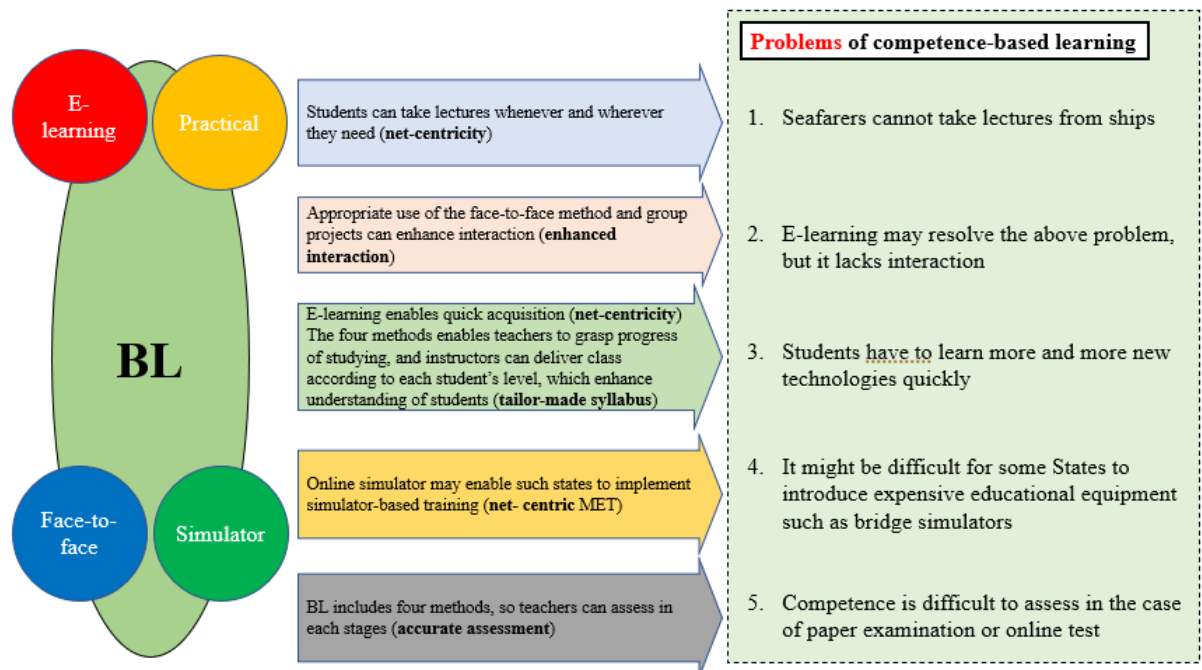 E-
learning
Practical
BL
Face-to-
face
Simulator
Students can take lectures whenever and wherever
they need (net-centricity)
Appropriate use of the face-to-face method and group
projects can enhance interaction (enhanced
interaction)
E-learning enables quick acquisition (net-centricity)
The four methods enables teachers to grasp progress
of studying, and instructors can deliver class
according to each student’s level, which enhance
understanding of students (tailor-made syllabus)
Online simulator may enable such states to implement
simulator-based training (net- centric MET)
BL includes four methods, so teachers can assess in
each stages (accurate assessment)
Problems of competence-based learning
1. Seafarers cannot take lectures from ships
2. E-learning may resolve the above problem,
but it lacks interaction
3. Students have to learn more and more new
technologies quickly
4. It might be difficult for some States to
introduce expensive educational equipment
such as bridge simulators
5. Competence is difficult to assess in the case
of paper examination or online test